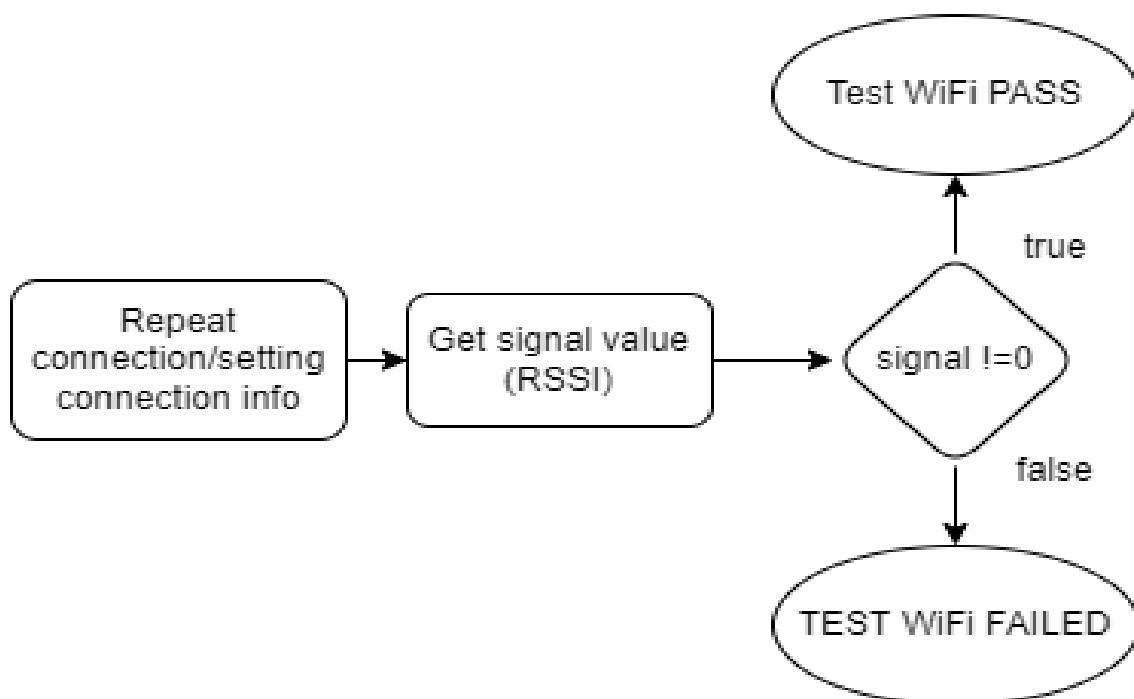 Test WiFi PASS
true
Repeat
connection/setting
connection info
Get signal value
(RSSI)
signal !=0
false
TEST WiFi FAILED